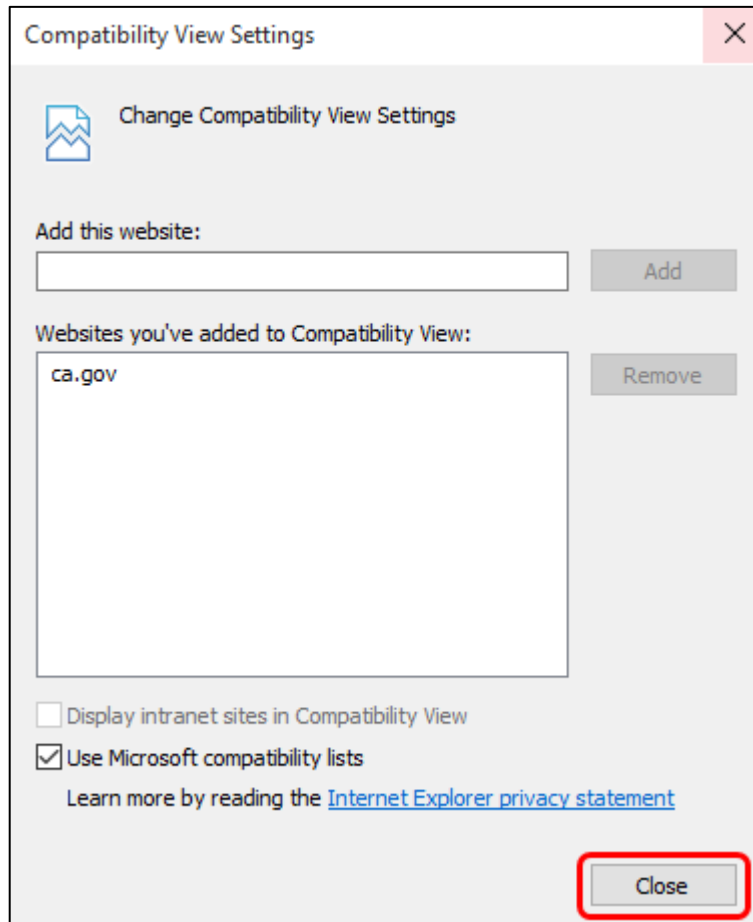 Compatibility View Settings
Change Compatibility View Settings
Add this website:
Add
Websites you've added to Compatibility View:
ca.gov
Remove
Display intranet sites in Compatibility View
Use Microsoft compatibility lists
Learn more by reading the Internet Explorer privacy statement
Close